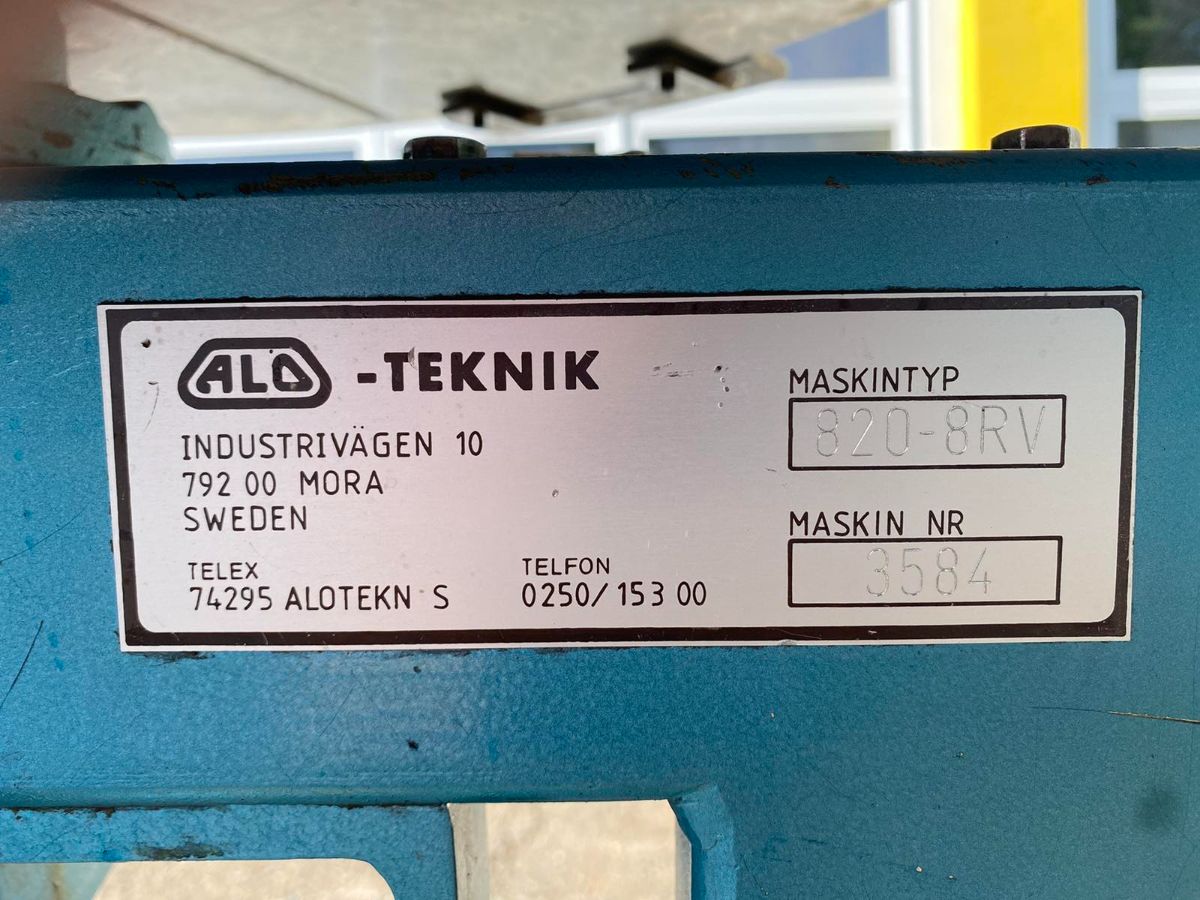 ALO -TEKNIK
INDUSTRIVÄGEN 10
792 00 MORA
SWEDEN
TELEX
74295 ALOTEKN S
TELFON
0250/153 00
MASKINTYP
820-8RV
MASKIN NR
3584